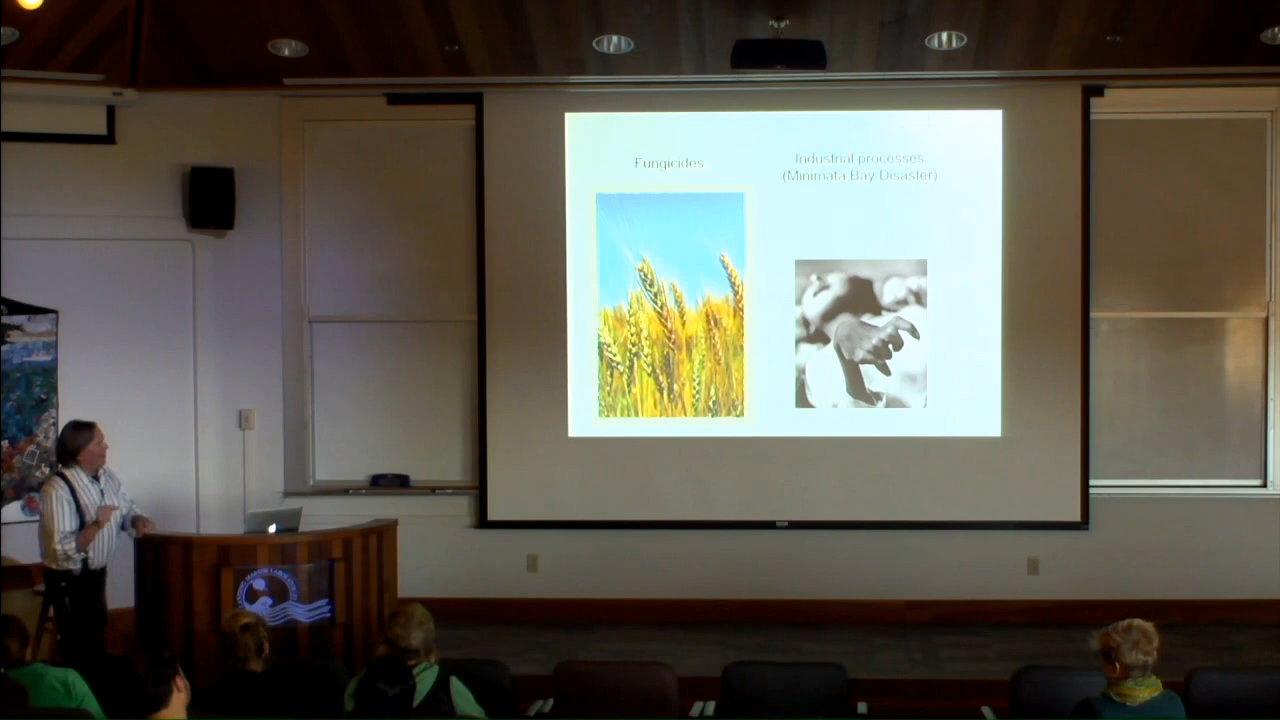 Fungicides
Industrial processes
(Minimata Bay Disaster)